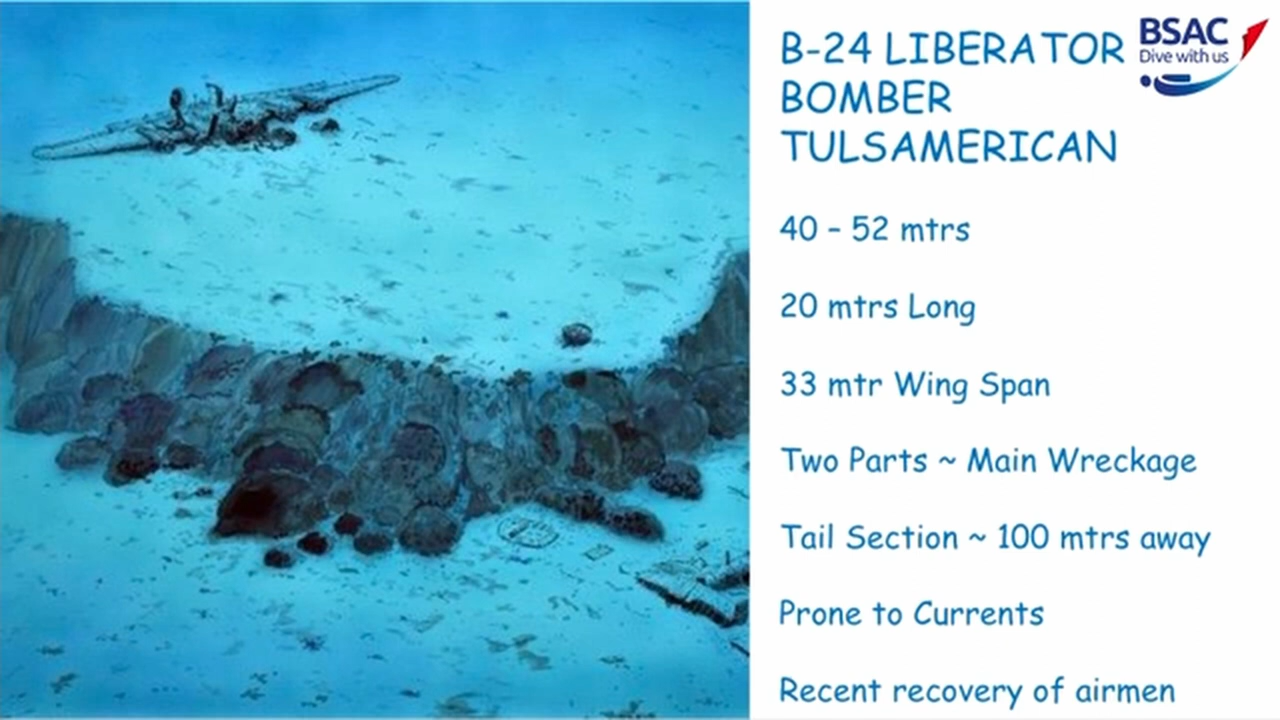 B-24 LIBERATOR
BOMBER
TULSAMERICAN
BSAC
Dive with us
40 – 52 mtrs
20 mtrs Long
33 mtr Wing Span
Two Parts ~ Main Wreckage
Tail Section ~ 100 mtrs away
Prone to Currents
Recent recovery of airmen